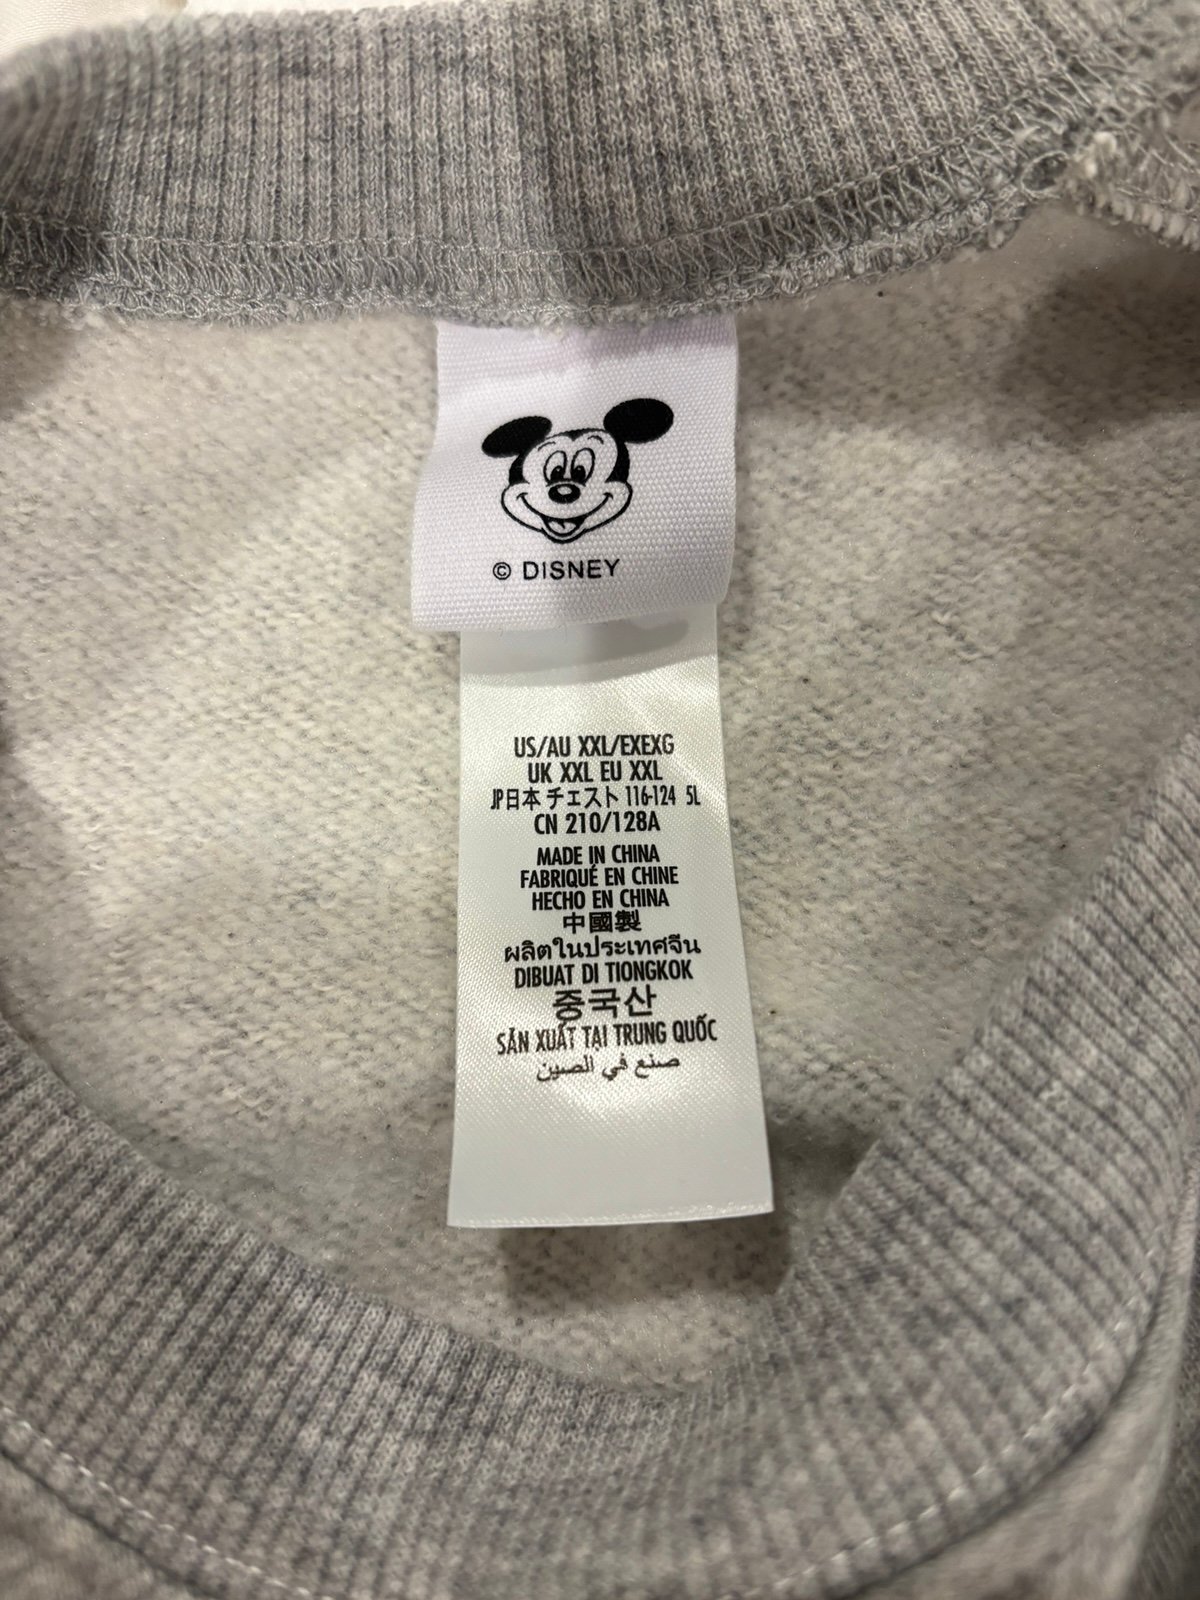 © DISNEY
US/AU XXL/EXEXG
UK XXL EU XXL
JP日本 チェスト 116-124 5L
CN 210/128A
MADE IN CHINA
FABRIQUÉ EN CHINE
HECHO EN CHINA
中國製
ผลิตในประเทศจีน
DIBUAT DI TIONGKOK
중국산
SẢN XUẤT TẠI TRUNG QUỐC
صنع في الصين